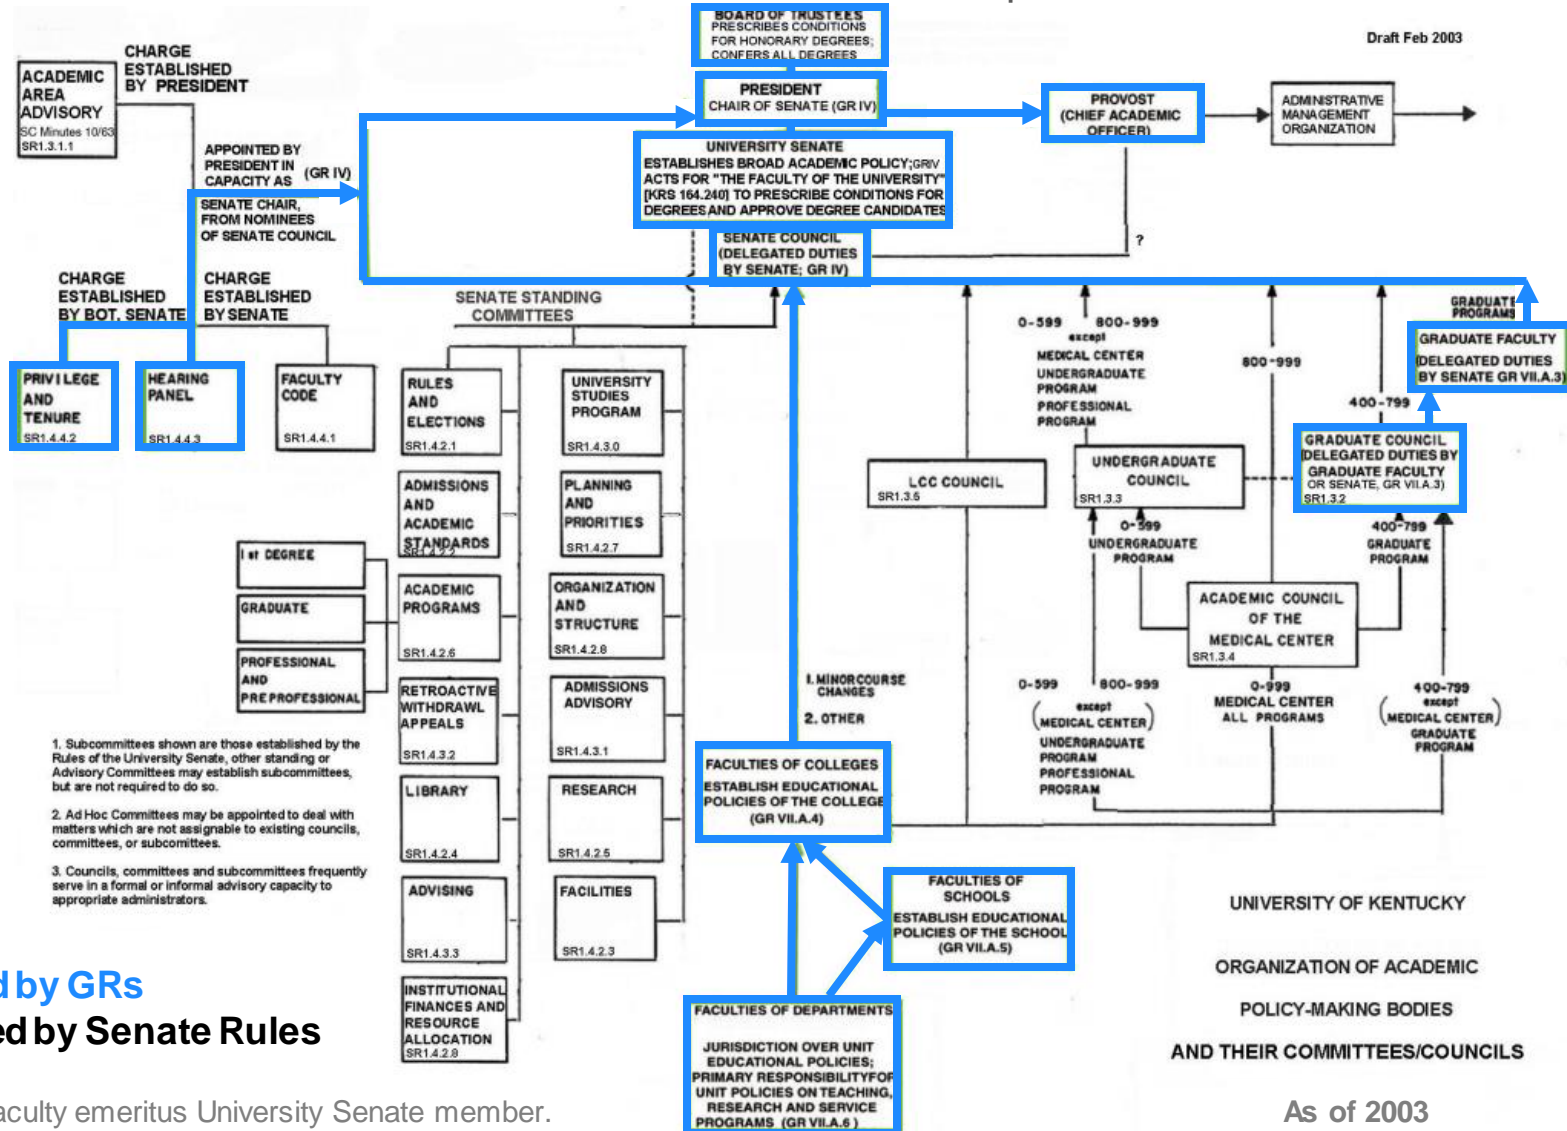 BOARD OF TRUSTEES
PRESCRIBES CONDITIONS
FOR HONORARY DEGREES;
CONFERS ALL DEGREES
Draft Feb 2003
CHARGE
ESTABLISHED
BY PRESIDENT
ACADEMIC
AREA
ADVISORY
SC Minutes 10/63
SR1.3.1.1
PRESIDENT
CHAIR OF SENATE (GR IV)
PROVOST
(CHIEF ACADEMIC
OFFICER)
ADMINISTRATIVE
MANAGEMENT
ORGANIZATION
APPOINTED BY
PRESIDENT IN
CAPACITY AS
(GR IV)
SENATE CHAIR,
FROM NOMINEES
OF SENATE COUNCIL
UNIVERSITY SENATE
ESTABLISHES BROAD ACADEMIC POLICY;GRIV
ACTS FOR "THE FACULTY OF THE UNIVERSITY"
[KRS 164.240] TO PRESCRIBE CONDITIONS FOR
DEGREES AND APPROVE DEGREE CANDIDATES
SENATE COUNCIL
(DELEGATED DUTIES
BY SENATE; GR IV)
?
CHARGE
ESTABLISHED
BY BOT, SENATE
CHARGE
ESTABLISHED
BY SENATE
SENATE STANDING
COMMITTEES
GRADUATE
PROGRAMS
PRIVILEGE
AND
TENURE
SR1.4.4.2
HEARING
PANEL
SR1.4.4.3
FACULTY
CODE
SR1.4.4.1
RULES
AND
ELECTIONS
SR1.4.2.1
UNIVERSITY
STUDIES
PROGRAM
SR1.4.3.0
0-599 800-999
except
MEDICAL CENTER
UNDERGRADUATE
PROGRAM
PROFESSIONAL
PROGRAM
800-999
400-799
GRADUATE FACULTY
(DELEGATED DUTIES
BY SENATE GR VII.A.3)
ADMISSIONS
AND
ACADEMIC
STANDARDS
SR1.4.2.2
PLANNING
AND
PRIORITIES
SR1.4.2.7
LCC COUNCIL
SR1.3.5
UNDERGRADUATE
COUNCIL
SR1.3.3
GRADUATE COUNCIL
(DELEGATED DUTIES BY
GRADUATE FACULTY
OR SENATE, GR VII.A.3)
SR1.3.2
0-599
UNDERGRADUATE
PROGRAM
400-799
GRADUATE
PROGRAM
1st DEGREE
GRADUATE
PROFESSIONAL
AND
PREPROFESSIONAL
ACADEMIC
PROGRAMS
SR1.4.2.6
ORGANIZATION
AND
STRUCTURE
SR1.4.2.8
ACADEMIC COUNCIL
OF THE
MEDICAL CENTER
SR1.3.4
RETROACTIVE
WITHDRAWL
APPEALS
SR1.4.3.2
ADMISSIONS
ADVISORY
SR1.4.3.1
1. MINOR COURSE
CHANGES
2. OTHER
0-599 800-999
except
(MEDICAL CENTER)
UNDERGRADUATE
PROGRAM
PROFESSIONAL
PROGRAM
0-999
MEDICAL CENTER
ALL PROGRAMS
400-799
except
(MEDICAL CENTER)
GRADUATE
PROGRAM
1. Subcommittees shown are those established by the
Rules of the University Senate, other standing or
Advisory Committees may establish subcommittees,
but are not required to do so.
2. Ad Hoc Committees may be appointed to deal with
matters which are not assignable to existing councils,
committees, or subcomittees.
3. Councils, committees and subcommittees frequently
serve in a formal or informal advisory capacity to
appropriate administrators.
LIBRARY
SR1.4.2.4
RESEARCH
SR1.4.2.5
FACULTIES OF COLLEGES
ESTABLISH EDUCATIONAL
POLICIES OF THE COLLEGE
(GR VII.A.4)
ADVISING
SR1.4.3.3
FACILITIES
SR1.4.2.3
FACULTIES OF
SCHOOLS
ESTABLISH EDUCATIONAL
POLICIES OF THE SCHOOL
(GR VII.A.5)
INSTITUTIONAL
FINANCES AND
RESOURCE
ALLOCATION
SR1.4.2.9
FACULTIES OF DEPARTMENTS
JURISDICTION OVER UNIT
EDUCATIONAL POLICIES;
PRIMARY RESPONSIBILITY FOR
UNIT POLICIES ON TEACHING,
RESEARCH AND SERVICE
PROGRAMS (GR VII.A.6)
UNIVERSITY OF KENTUCKY
ORGANIZATION OF ACADEMIC
POLICY-MAKING BODIES
AND THEIR COMMITTEES/COUNCILS
by GRs
by Senate Rules
faculty emeritus University Senate member.
As of 2003